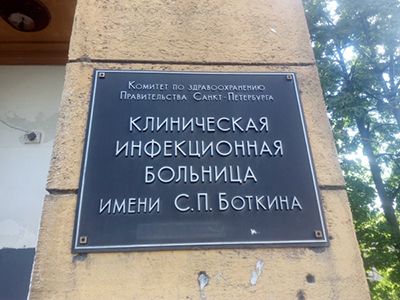 Комитет по здравоохранению
Правительства Санкт-Петербурга
КЛИНИЧЕСКАЯ
ИНФЕКЦИОННАЯ
БОЛЬНИЦА
ИМЕНИ С.П. БОТКИНА